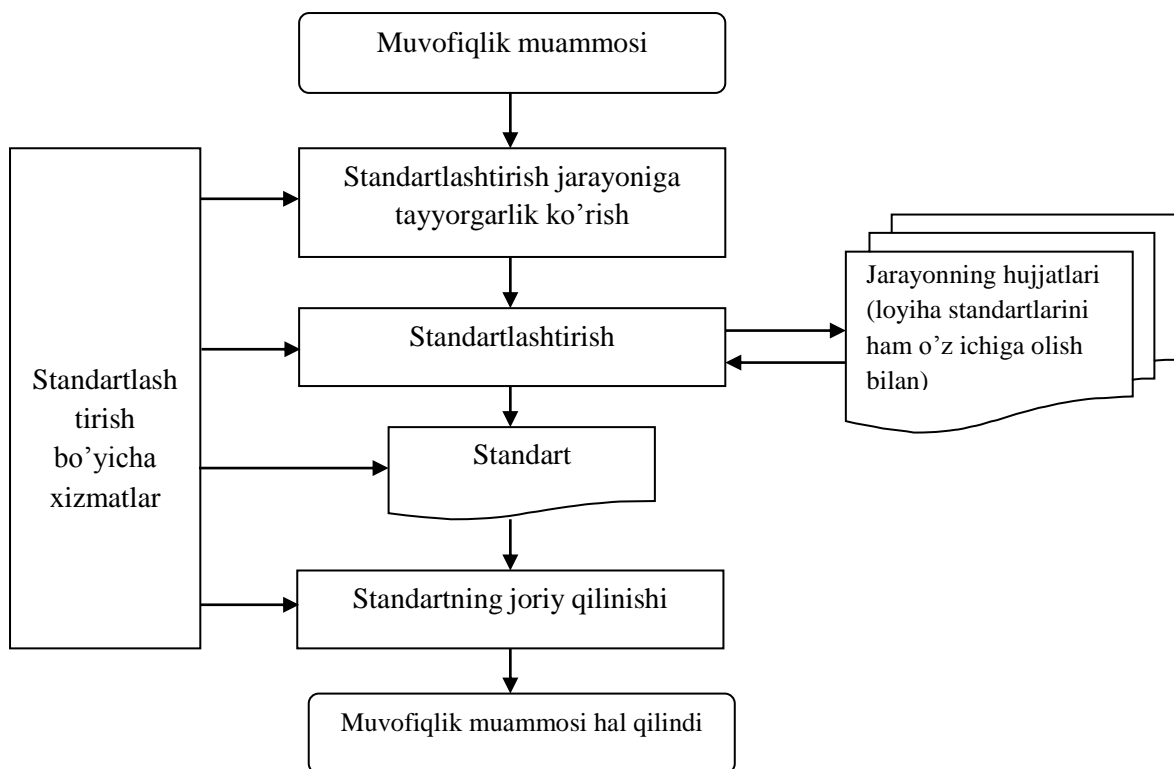 Muvofiqlik muammosi
Standartlashtirish jarayoniga
tayyorgarlik ko’rish
Jarayonning hujjatlari
(loyiha standartlarini
ham o’z ichiga olish
bilan)
Standartlashtirish
Standartlash
tirish
bo’yicha
xizmatlar
Standart
Standartning joriy qilinishi
Muvofiqlik muammosi hal qilindi